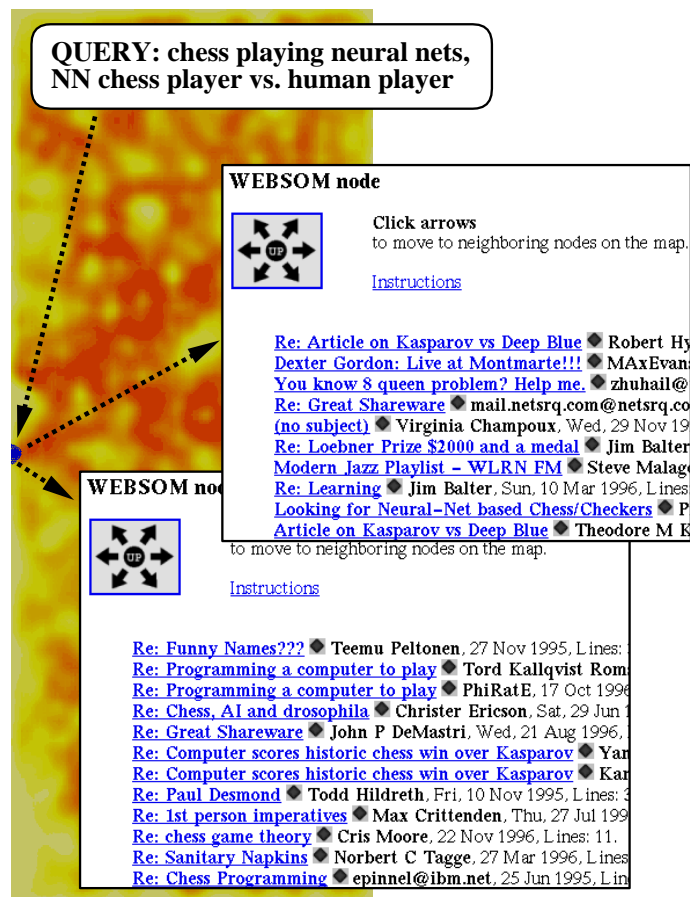 QUERY: chess playing neural nets,
NN chess player vs. human player
WEBSOM node
UP
Click arrows
to move to neighboring nodes on the map.
Instructions
Re: Article on Kasparov vs Deep Blue Robert Hy
Dexter Gordon: Live at Montmarte!!! MAxEvans
You know 8 queen problem? Help me. zhuhail@
Re: Great Shareware mail.netsrq.com@netsrq.co
(no subject) Virginia Champoux, Wed, 29 Nov 19
Re: Loebner Prize $2000 and a medal Jim Balter
Modern Jazz Playlist - WLRN FM Steve Malago
Re: Learning Jim Balter, Sun, 10 Mar 1996, Lines
Looking for Neural-Net based Chess/Checkers P
Article on Kasparov vs Deep Blue Theodore M K
WEBSOM no
UP
to move to neighboring nodes on the map.
Instructions
Re: Funny Names??? Teemu Peltonen, 27 Nov 1995, Lines:
Re: Programming a computer to play Tord Kallqvist Rom
Re: Programming a computer to play PhiRatE, 17 Oct 1996
Re: Chess, AI and drosophila Christer Ericson, Sat, 29 Jun 1
Re: Great Shareware John P DeMastri, Wed, 21 Aug 1996,
Re: Computer scores historic chess win over Kasparov Yan
Re: Computer scores historic chess win over Kasparov Kar
Re: Paul Desmond Todd Hildreth, Fri, 10 Nov 1995, Lines: 3
Re: 1st person imperatives Max Crittenden, Thu, 27 Jul 199
Re: chess game theory Cris Moore, 22 Nov 1996, Lines: 11.
Re: Sanitary Napkins Norbert C Tagge, 27 Mar 1996, Lines
Re: Chess Programming epinnel@ibm.net, 25 Jun 1995, Lin